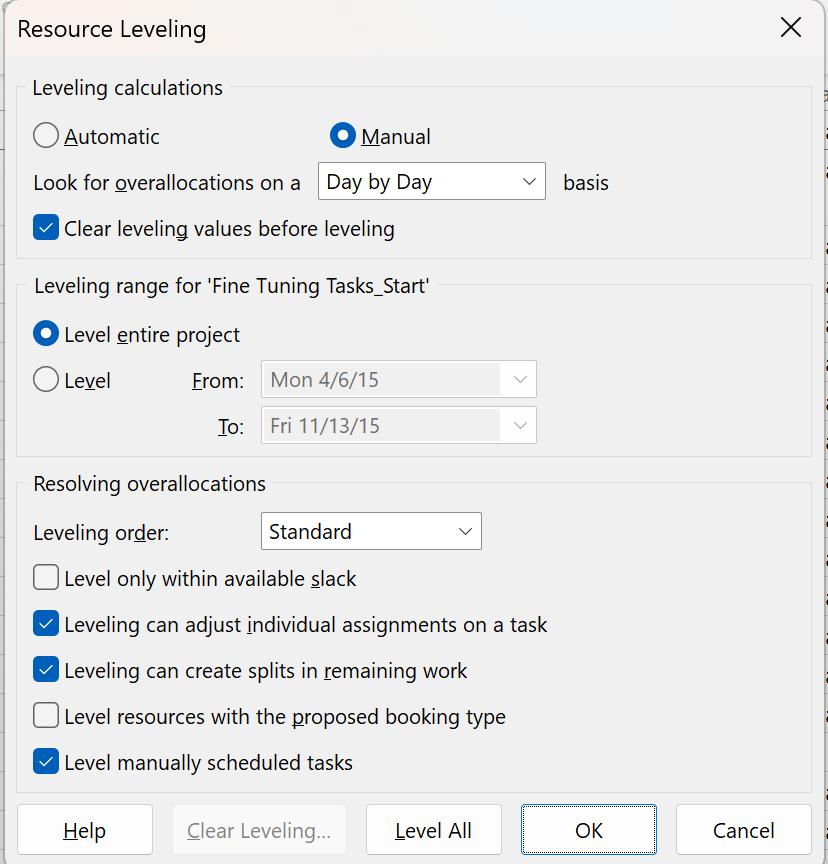 Resource Leveling
Leveling calculations
Automatic Manual
Look for overallocations on a Day by Day basis
Clear leveling values before leveling
Leveling range for 'Fine Tuning Tasks_Start'
Level entire project
Level From: Mon 4/6/15
To: Fri 11/13/15
Resolving overallocations
Leveling order: Standard
Level only within available slack
Leveling can adjust individual assignments on a task
Leveling can create splits in remaining work
Level resources with the proposed booking type
Level manually scheduled tasks
Help Clear Leveling... Level All OK Cancel